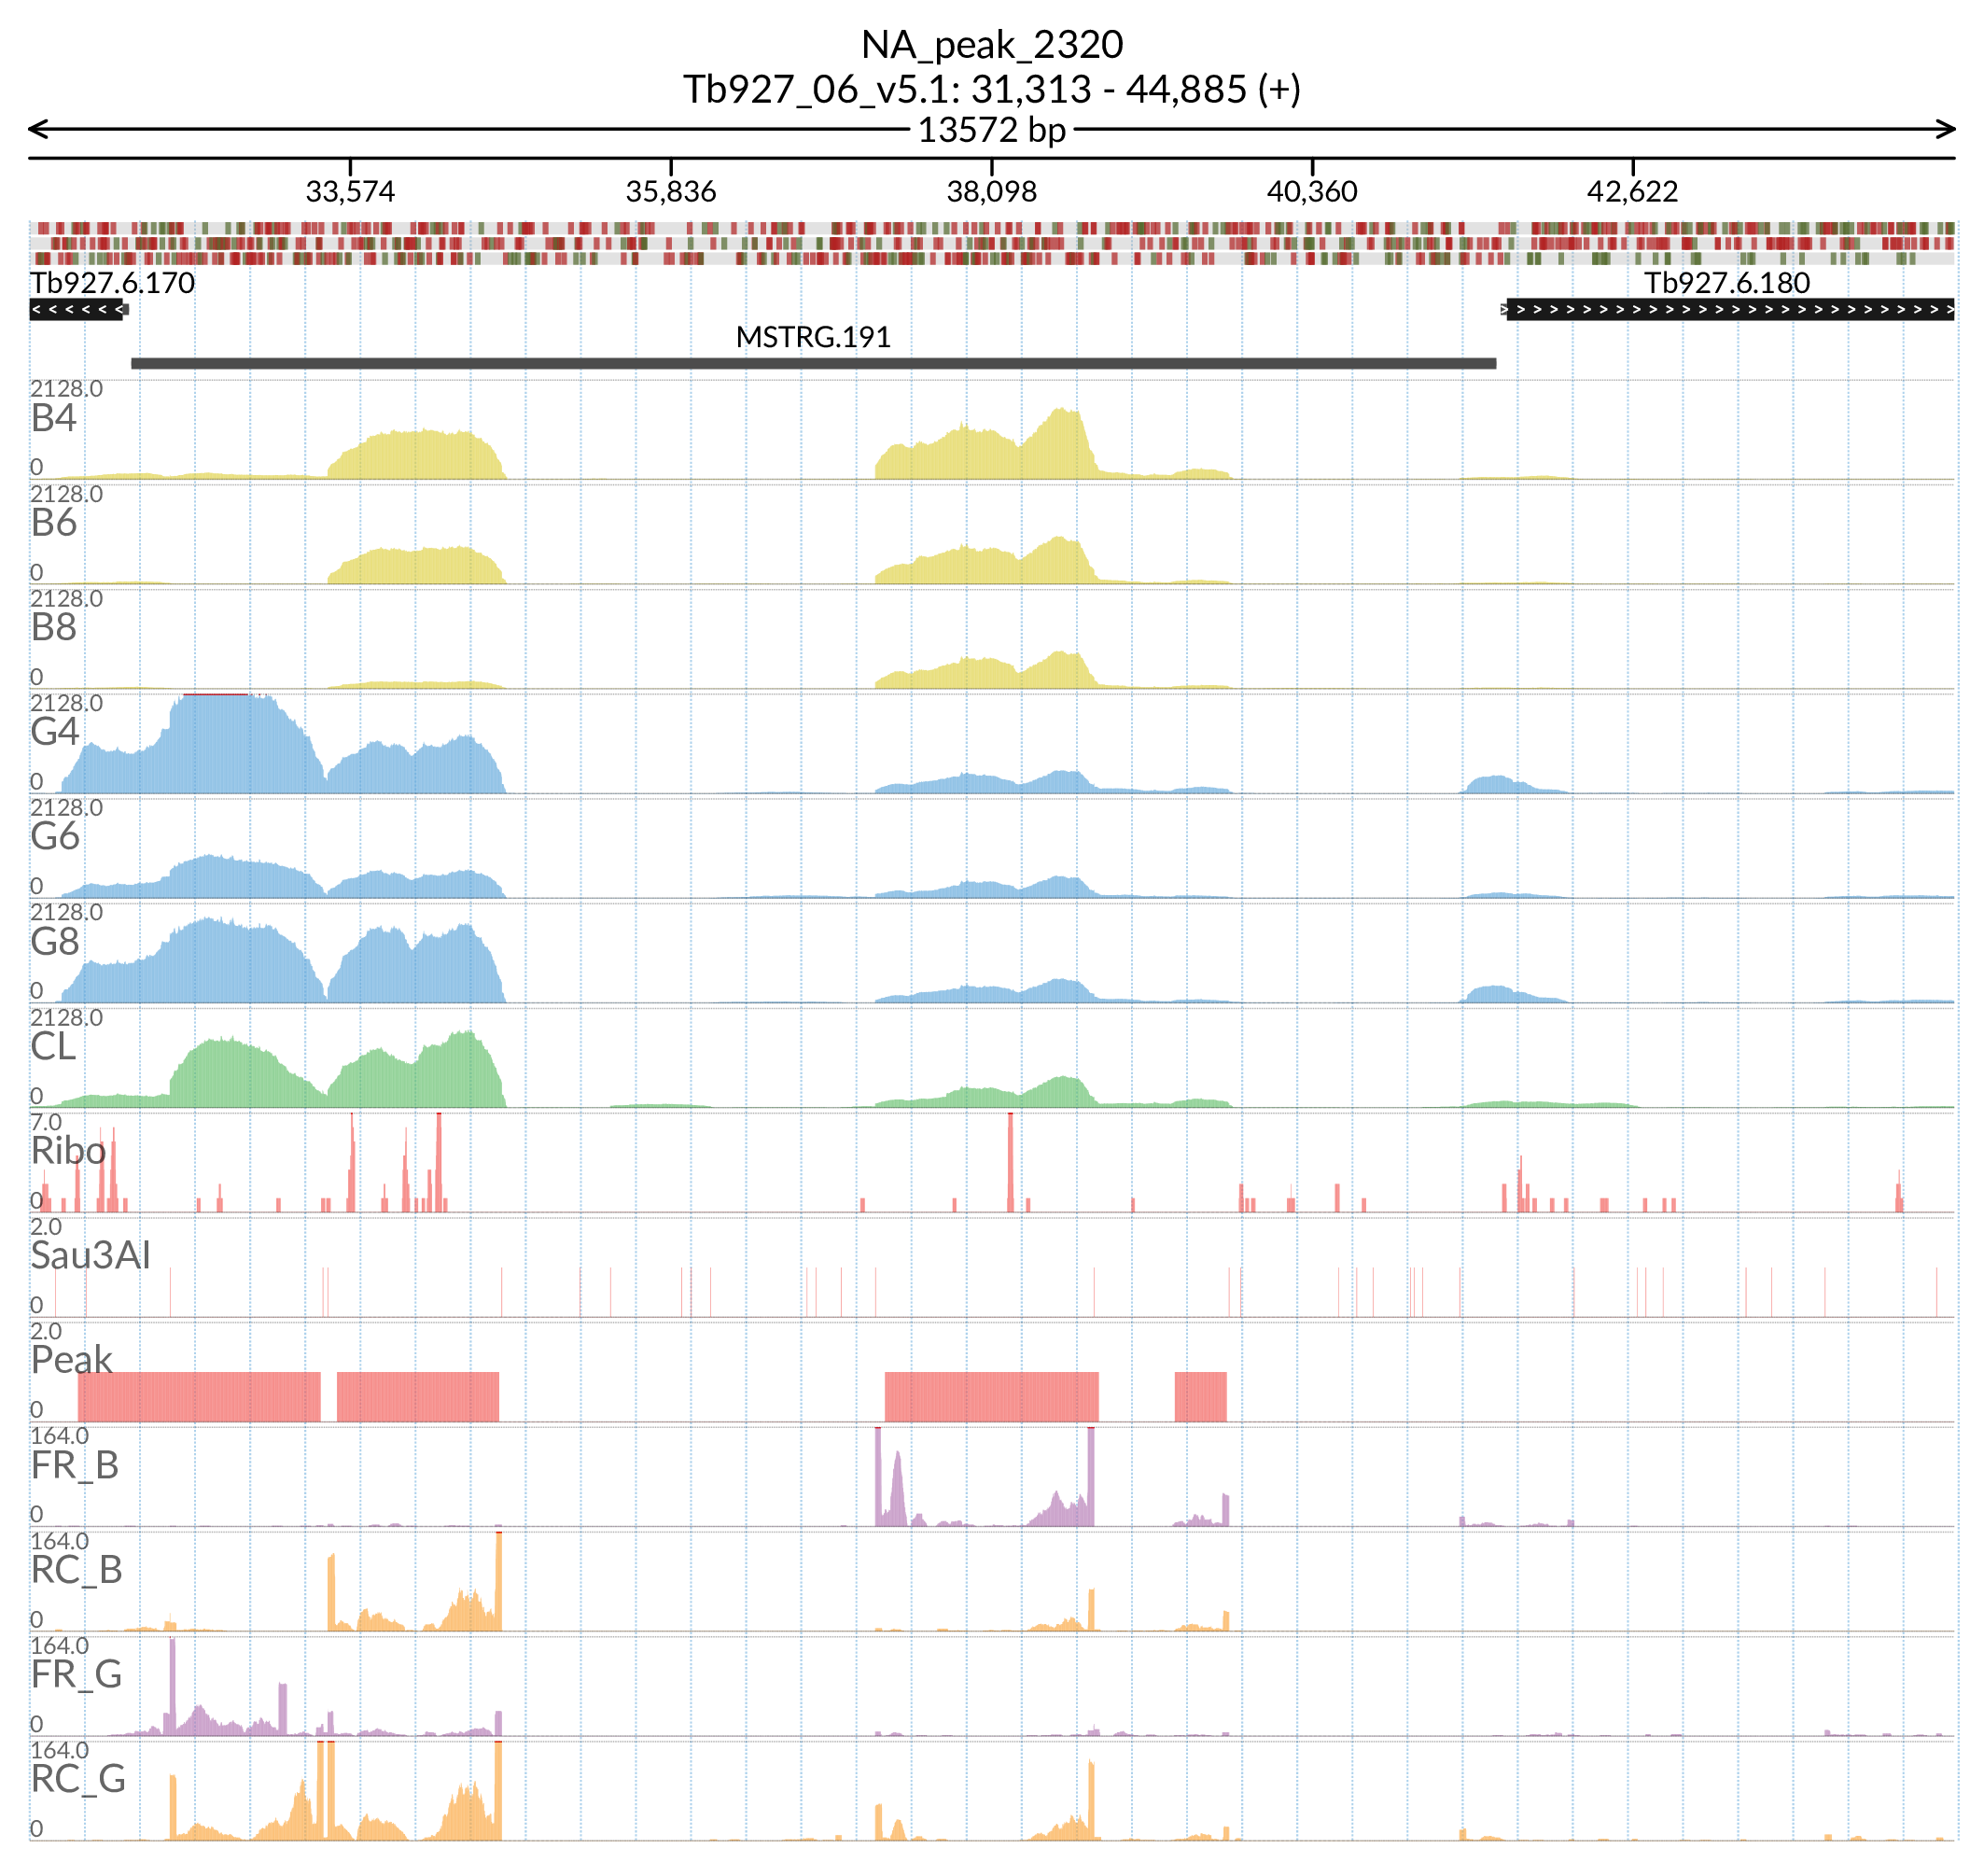 NA_peak_2320
Tb927_06_v5.1: 31,313 - 44,885 (+)
13572 bp
33,574 35,836 38,098 40,360 42,622
Tb927.6.170 Tb927.6.180
MSTRG.191
2128.0
B4
0
2128.0
B6
0
2128.0
B8
0
2128.0
G4
0
2128.0
G6
0
2128.0
G8
0
2128.0
CL
0
7.0
Ribo
0
2.0
Sau3AI
0
2.0
Peak
0
164.0
FR_B
0
164.0
RC_B
0
164.0
FR_G
0
164.0
RC_G
0